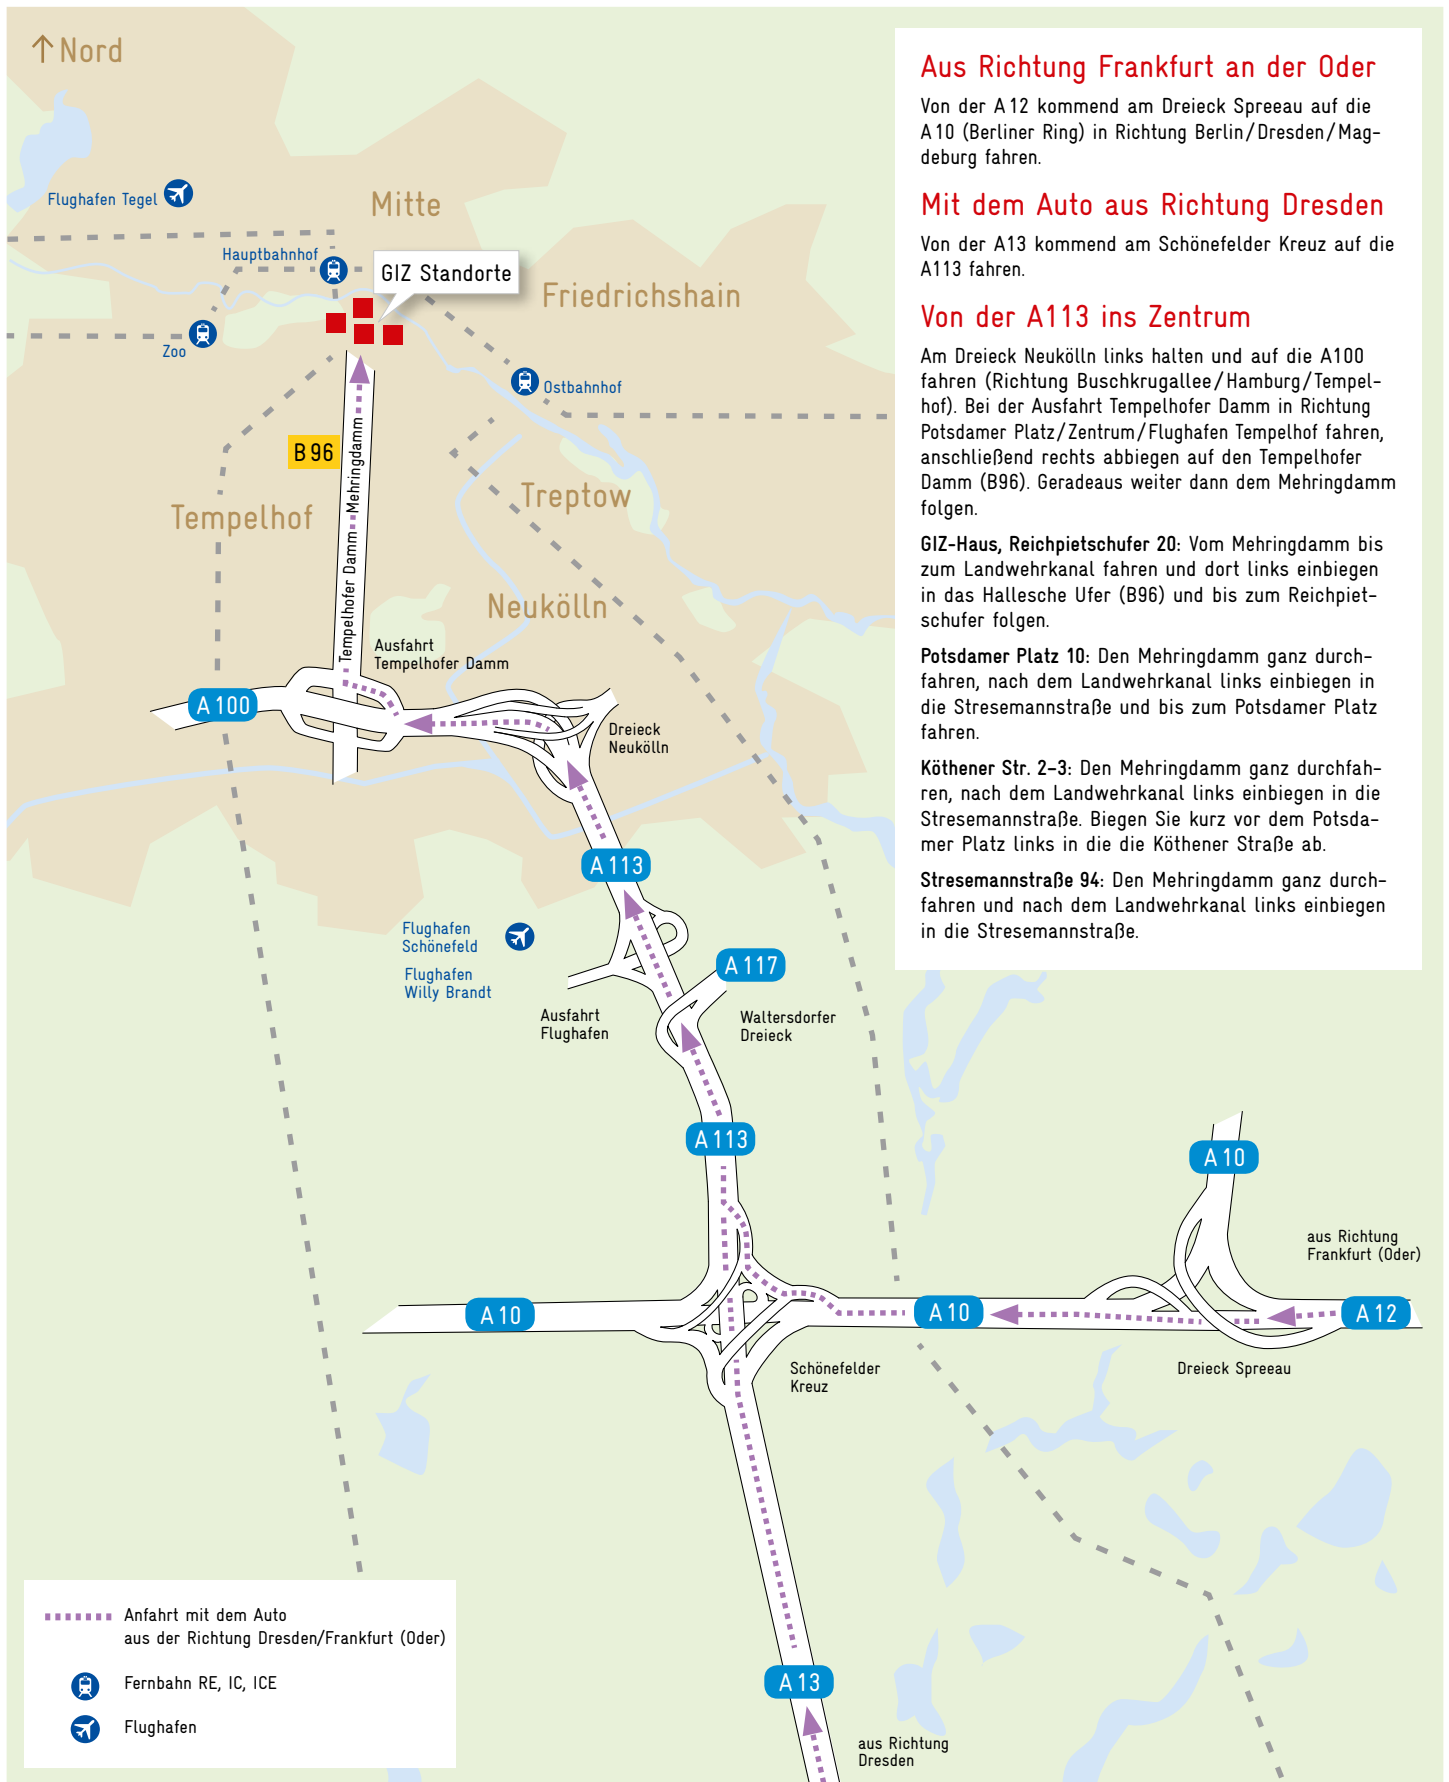 Nord
Flughafen Tegel
Mitte
Hauptbahnhof
GIZ Standorte
Friedrichshain
Zoo
Ostbahnhof
B 96
Treptow
Tempelhof
Tempelhofer Damm Mehringdamm
Neukölln
Ausfahrt
Tempelhofer Damm
A 100
Dreieck
Neukölln
A 113
Flughafen
Schönefeld
Flughafen
Willy Brandt
A 117
Ausfahrt
Flughafen
Waltersdorfer
Dreieck
A 113
A 10
aus Richtung
Frankfurt (Oder)
A 10
A 10
A 12
Schönefelder
Kreuz
Dreieck Spreeau
A 13
aus Richtung
Dresden
Aus Richtung Frankfurt an der Oder
Von der A 12 kommend am Dreieck Spreeau auf die
A 10 (Berliner Ring) in Richtung Berlin/Dresden/Mag-
deburg fahren.
Mit dem Auto aus Richtung Dresden
Von der A13 kommend am Schönefelder Kreuz auf die
A113 fahren.
Von der A113 ins Zentrum
Am Dreieck Neukölln links halten und auf die A100
fahren (Richtung Buschkrugallee/Hamburg/Tempel-
hof). Bei der Ausfahrt Tempelhofer Damm in Richtung
Potsdamer Platz/Zentrum/Flughafen Tempelhof fahren,
anschließend rechts abbiegen auf den Tempelhofer
Damm (B96). Geradeaus weiter dann dem Mehringdamm
folgen.
GIZ-Haus, Reichpietschufer 20: Vom Mehringdamm bis
zum Landwehrkanal fahren und dort links einbiegen
in das Hallesche Ufer (B96) und bis zum Reichpiet-
schufer folgen.
Potsdamer Platz 10: Den Mehringdamm ganz durch-
fahren, nach dem Landwehrkanal links einbiegen in
die Stresemannstraße und bis zum Potsdamer Platz
fahren.
Köthener Str. 2–3: Den Mehringdamm ganz durchfah-
ren, nach dem Landwehrkanal links einbiegen in die
Stresemannstraße. Biegen Sie kurz vor dem Potsda-
mer Platz links in die die Köthener Straße ab.
Stresemannstraße 94: Den Mehringdamm ganz durch-
fahren und nach dem Landwehrkanal links einbiegen
in die Stresemannstraße.
Anfahrt mit dem Auto
aus der Richtung Dresden/Frankfurt (Oder)
Fernbahn RE, IC, ICE
Flughafen